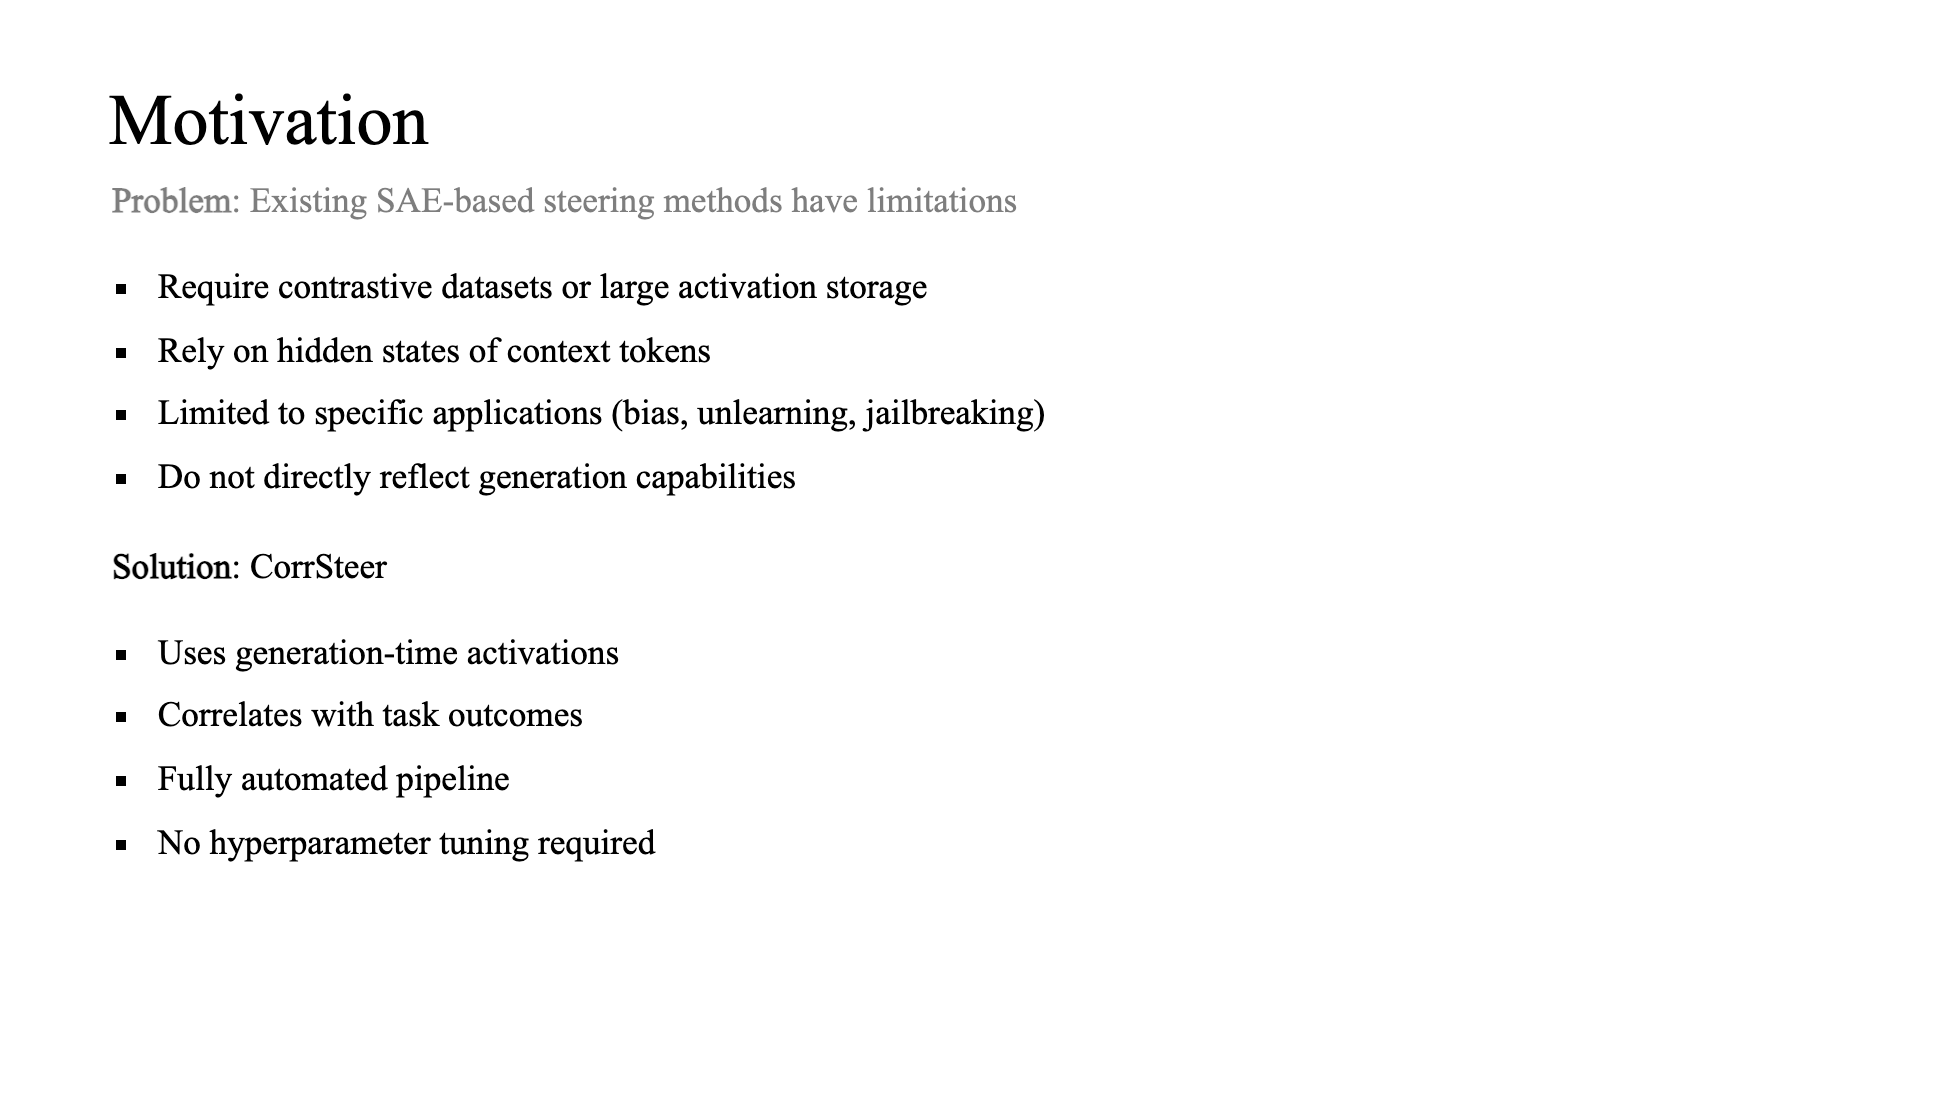 Motivation
Problem: Existing SAE-based steering methods have limitations
▪ Require contrastive datasets or large activation storage
▪ Rely on hidden states of context tokens
▪ Limited to specific applications (bias, unlearning, jailbreaking)
▪ Do not directly reflect generation capabilities
Solution: CorrSteer
▪ Uses generation-time activations
▪ Correlates with task outcomes
▪ Fully automated pipeline
▪ No hyperparameter tuning required